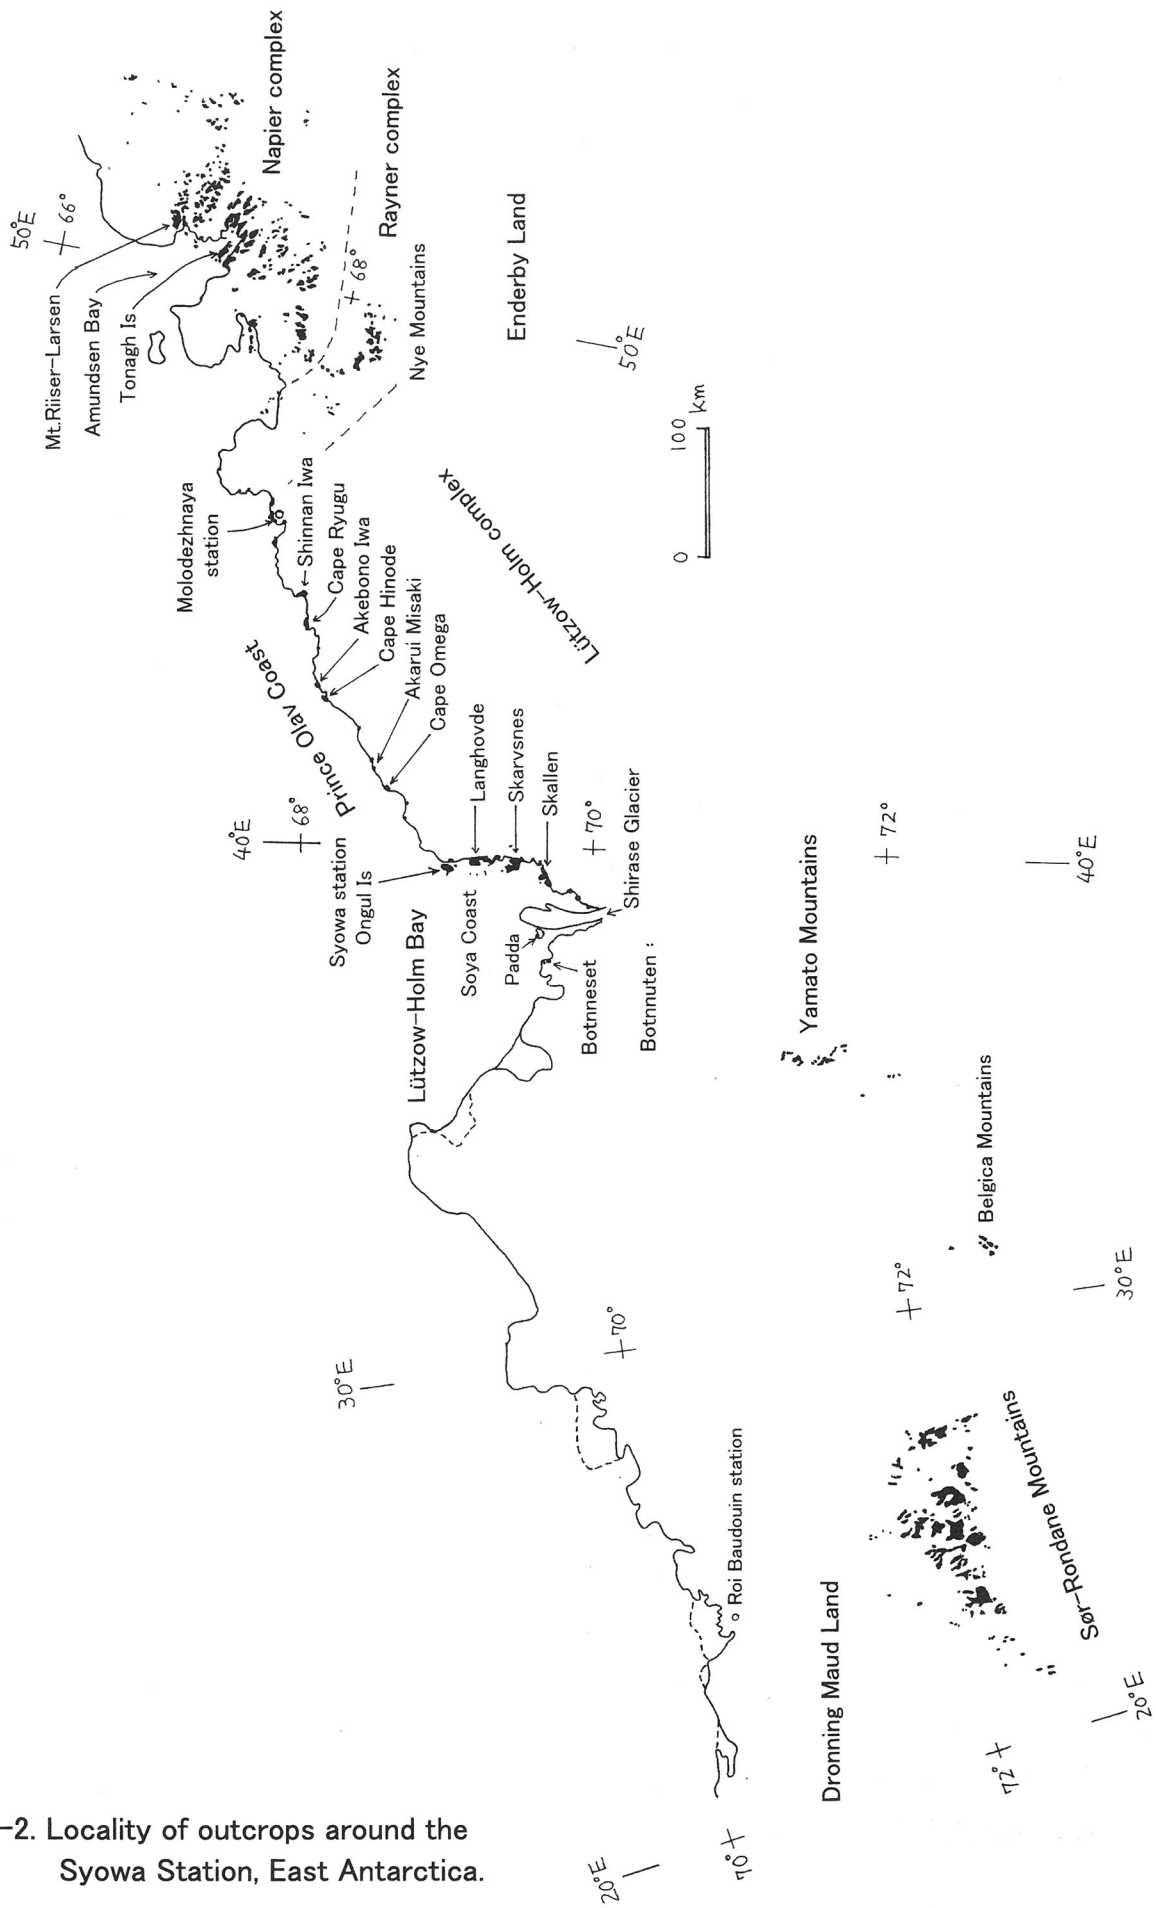 50°E
66°
Mt.Riiser-Larsen
Amundsen Bay
Tonagh Is
Napier complex
Rayner complex
68°
Nye Mountains
Enderby Land
50°E
0 100 km
Molodezhnaya
station
Shinnan Iwa
Cape Ryugu
Akebono Iwa
Cape Hinode
Akarui Misaki
Cape Omega
Prince Olav Coast
Lützow-Holm complex
40°E
68°
Syowa station
Ongul Is
Langhovde
Skarvsnes
Skallen
70°
Shirase Glacier
Lützow-Holm Bay
Soya Coast
Padda
Botnneset
Botnnuten :
Yamato Mountains
72°
40°E
Belgica Mountains
30°E
70°
72°
30°E
Roi Baudouin station
Dronning Maud Land
Sør-Rondane Mountains
20°E
70°
72°
20°E
-2. Locality of outcrops around the
Syowa Station, East Antarctica.